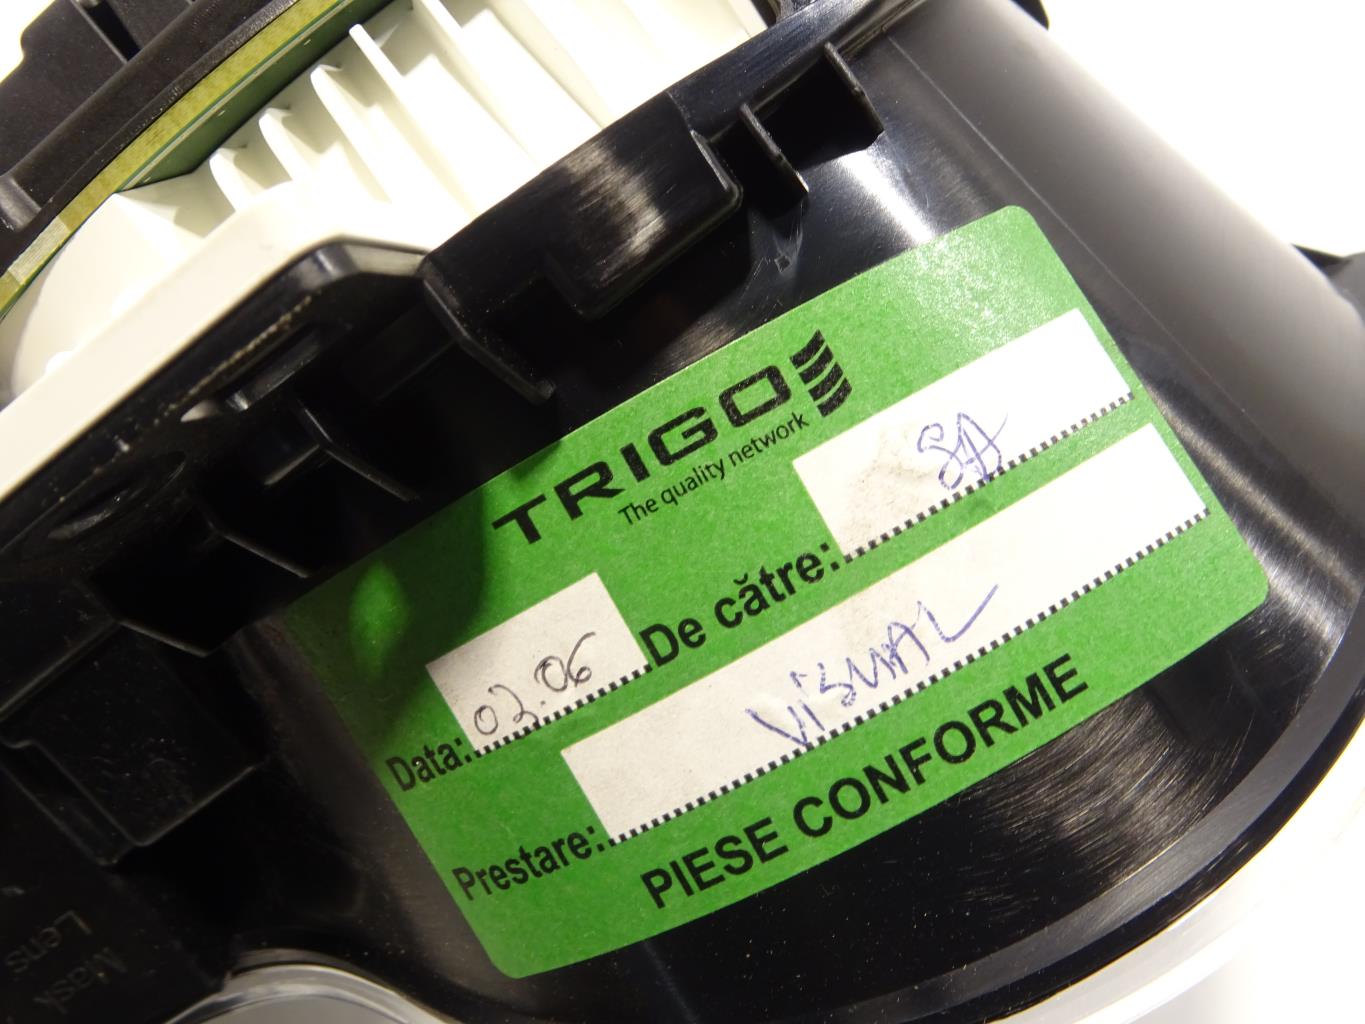 TRIGO
The quality network
Data: 02.06 De către: SA
Prestare: VISUAL
PIESE CONFORME
Mask
Lens